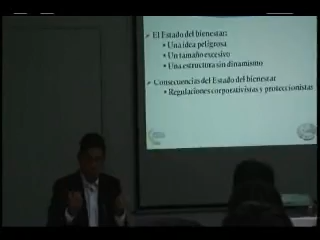 El Estado del bienestar:
Una idea peligrosa
Un tamaño excesivo
Una estructura sin dinamismo
Consecuencias del Estado del bienestar
Regulaciones corporativistas y proteccionistas